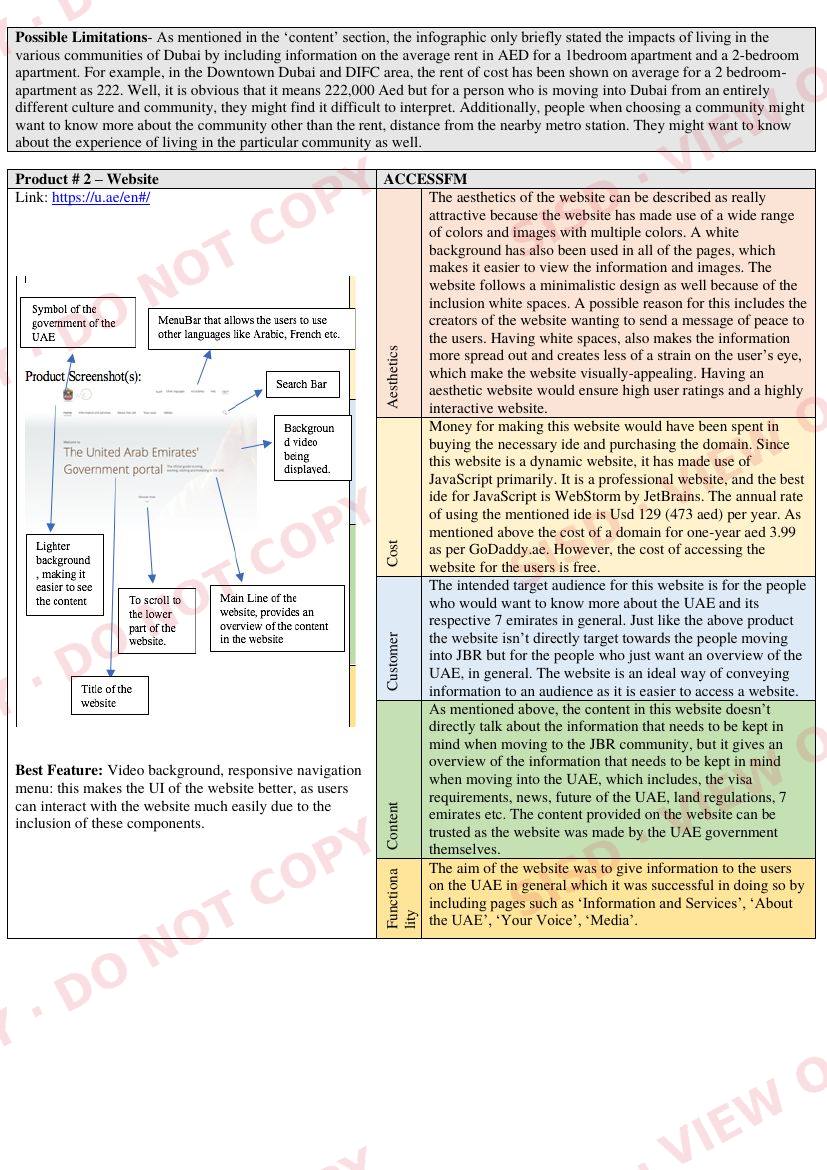 Possible Limitations- As mentioned in the ‘content’ section, the infographic only briefly stated the impacts of living in the
various communities of Dubai by including information on the average rent in AED for a 1bedroom apartment and a 2-bedroom
apartment. For example, in the Downtown Dubai and DIFC area, the rent of cost has been shown on average for a 2 bedroom-
apartment as 222. Well, it is obvious that it means 222,000 Aed but for a person who is moving into Dubai from an entirely
different culture and community, they might find it difficult to interpret. Additionally, people when choosing a community might
want to know more about the community other than the rent, distance from the nearby metro station. They might want to know
about the experience of living in the particular community as well.
Product # 2 – Website
Link: https://u.ae/en#/
Symbol of the
government of the
UAE
MenuBar that allows the users to use
other languages like Arabic, French etc.
Product Screenshot(s):
Search Bar
Backgroun
d video
being
displayed.
The United Arab Emirates'
Government portal
Lighter
background
, making it
easier to see
the content
To scroll to
the lower
part of the
website.
Main Line of the
website, provides an
overview of the content
in the website
Title of the
website
Best Feature: Video background, responsive navigation
menu: this makes the UI of the website better, as users
can interact with the website much easily due to the
inclusion of these components.
ACCESSFM
Aesthetics
The aesthetics of the website can be described as really
attractive because the website has made use of a wide range
of colors and images with multiple colors. A white
background has also been used in all of the pages, which
makes it easier to view the information and images. The
website follows a minimalistic design as well because of the
inclusion white spaces. A possible reason for this includes the
creators of the website wanting to send a message of peace to
the users. Having white spaces, also makes the information
more spread out and creates less of a strain on the user’s eye,
which make the website visually-appealing. Having an
aesthetic website would ensure high user ratings and a highly
interactive website.
Cost
Money for making this website would have been spent in
buying the necessary ide and purchasing the domain. Since
this website is a dynamic website, it has made use of
JavaScript primarily. It is a professional website, and the best
ide for JavaScript is WebStorm by JetBrains. The annual rate
of using the mentioned ide is Usd 129 (473 aed) per year. As
mentioned above the cost of a domain for one-year aed 3.99
as per GoDaddy.ae. However, the cost of accessing the
website for the users is free.
Customer
The intended target audience for this website is for the people
who would want to know more about the UAE and its
respective 7 emirates in general. Just like the above product
the website isn’t directly target towards the people moving
into JBR but for the people who just want an overview of the
UAE, in general. The website is an ideal way of conveying
information to an audience as it is easier to access a website.
Content
As mentioned above, the content in this website doesn’t
directly talk about the information that needs to be kept in
mind when moving to the JBR community, but it gives an
overview of the information that needs to be kept in mind
when moving into the UAE, which includes, the visa
requirements, news, future of the UAE, land regulations, 7
emirates etc. The content provided on the website can be
trusted as the website was made by the UAE government
themselves.
Functiona
lity
The aim of the website was to give information to the users
on the UAE in general which it was successful in doing so by
including pages such as ‘Information and Services’, ‘About
the UAE’, ‘Your Voice’, ‘Media’.
Y · DO NOT COPY
SISD · VIEW O